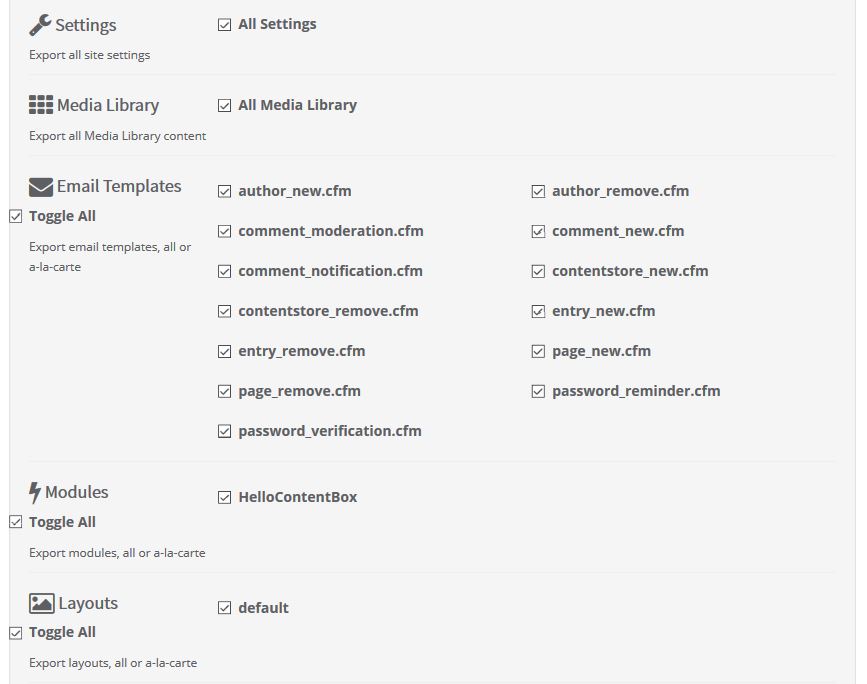 Settings
All Settings
Export all site settings
Media Library
All Media Library
Export all Media Library content
Email Templates
Toggle All
Export email templates, all or
a-la-carte
author_new.cfm
author_remove.cfm
comment_moderation.cfm
comment_new.cfm
comment_notification.cfm
contentstore_new.cfm
contentstore_remove.cfm
entry_new.cfm
entry_remove.cfm
page_new.cfm
page_remove.cfm
password_reminder.cfm
password_verification.cfm
Modules
Toggle All
Export modules, all or a-la-carte
HelloContentBox
Layouts
Toggle All
Export layouts, all or a-la-carte
default